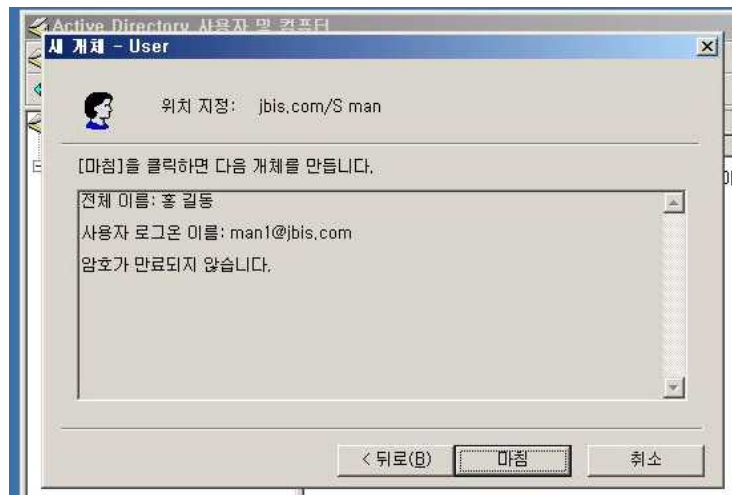 Active Directory 사용자 및 컴퓨터
새 개체 - User
위치 지정: jbis.com/S man
[마침]을 클릭하면 다음 개체를 만듭니다.
전체 이름: 홍 길동
사용자 로그온 이름: man1@jbis.com
암호가 만료되지 않습니다.
< 뒤로(B)
마침
취소